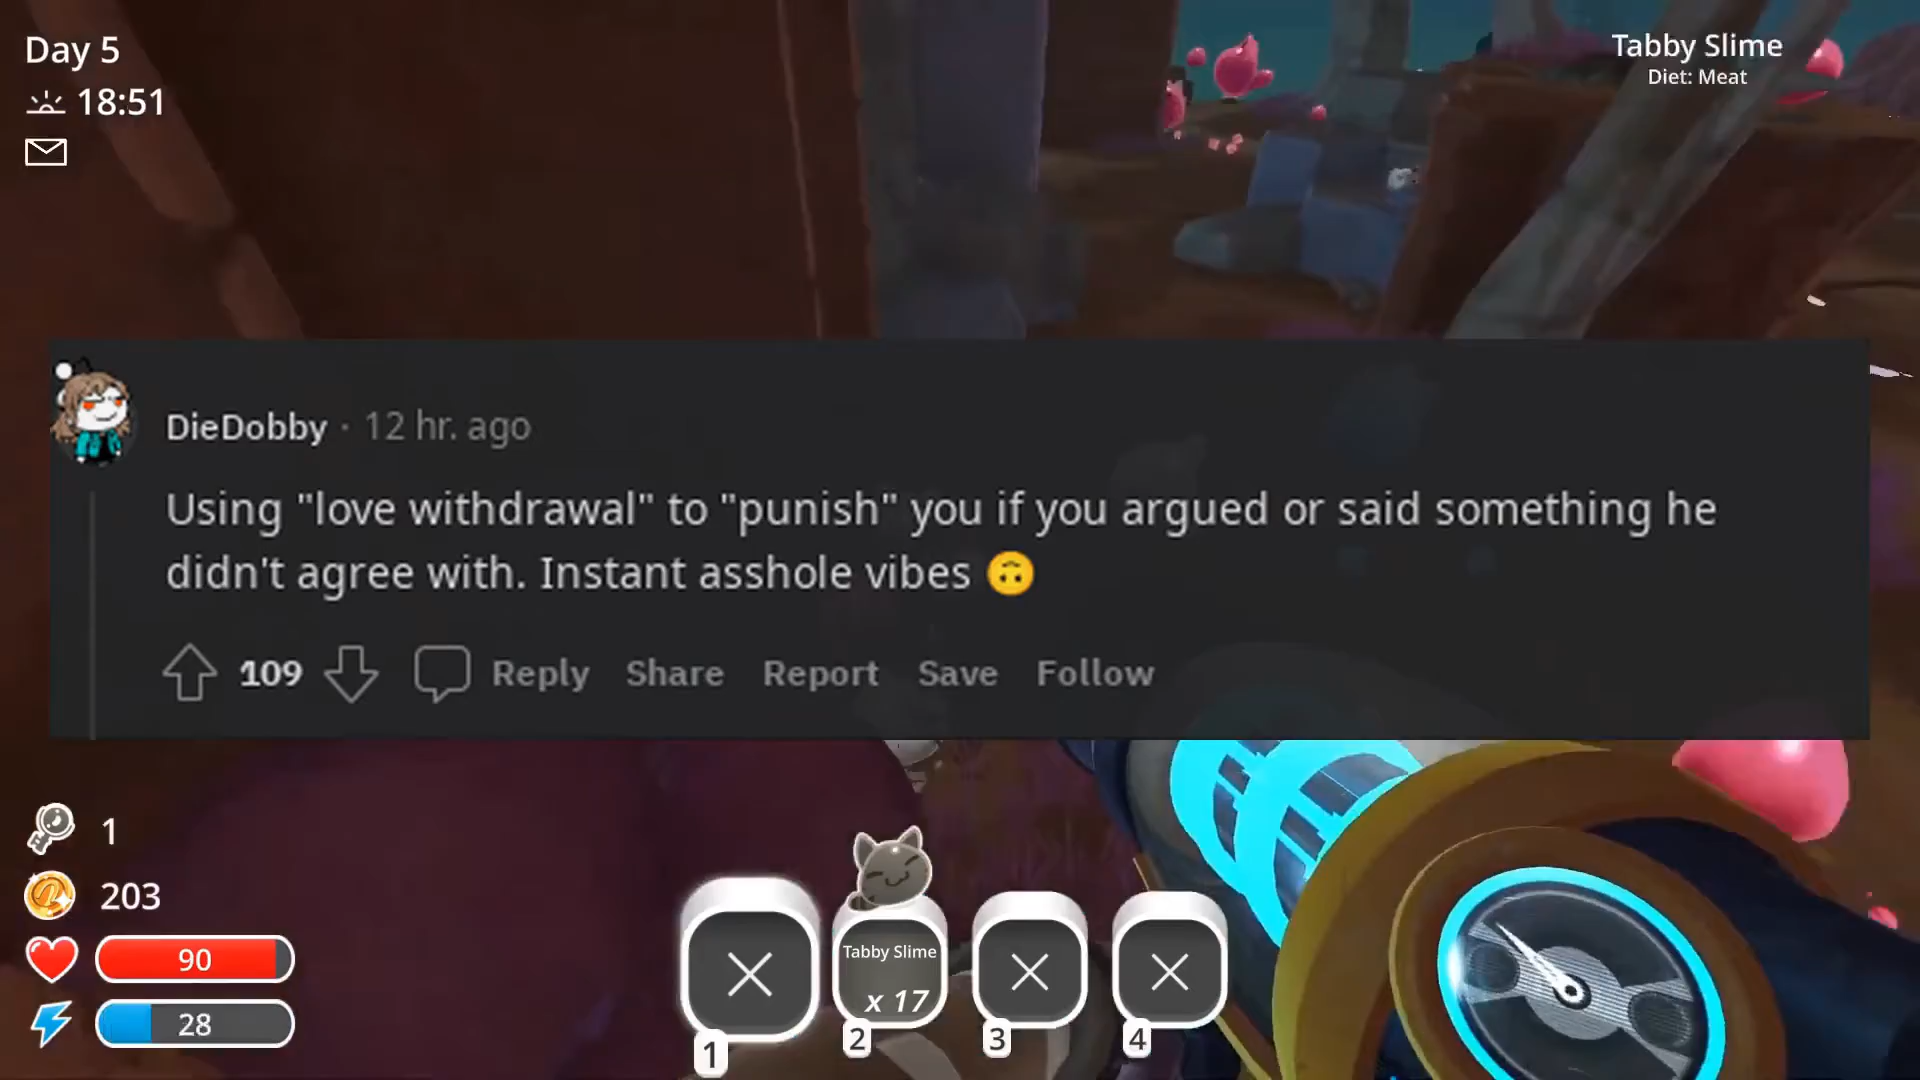 Day 5
18:51
Tabby Slime
Diet: Meat
DieDobby · 12 hr. ago
Using "love withdrawal" to "punish" you if you argued or said something he
didn't agree with. Instant asshole vibes 🙃
109 Reply Share Report Save Follow
1
203
90
28
Tabby Slime
x 17
1
2
3
4